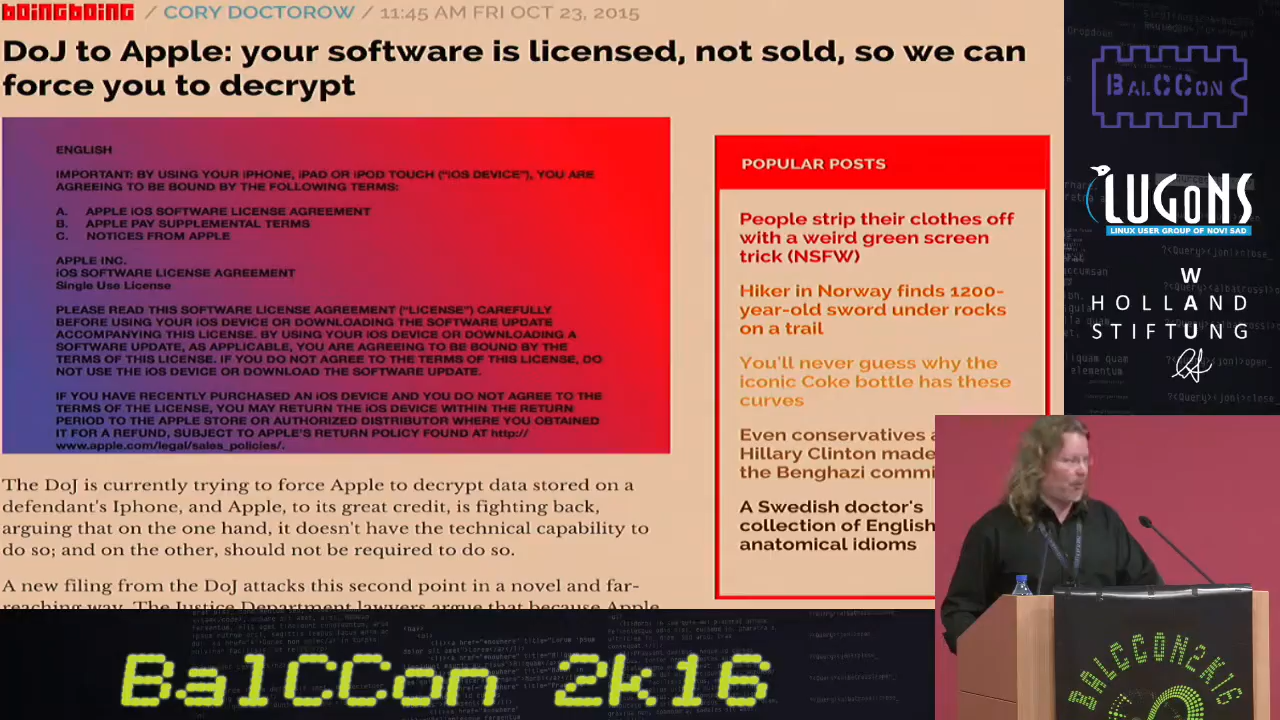 boingboing / CORY DOCTOROW / 11:45 AM FRI OCT 23, 2015
DoJ to Apple: your software is licensed, not sold, so we can
force you to decrypt
ENGLISH
IMPORTANT: BY USING YOUR iPHONE, iPAD OR iPOD TOUCH ("iOS DEVICE"), YOU ARE
AGREEING TO BE BOUND BY THE FOLLOWING TERMS:
A. APPLE iOS SOFTWARE LICENSE AGREEMENT
B. APPLE PAY SUPPLEMENTAL TERMS
C. NOTICES FROM APPLE
APPLE INC.
iOS SOFTWARE LICENSE AGREEMENT
Single Use License
PLEASE READ THIS SOFTWARE LICENSE AGREEMENT ("LICENSE") CAREFULLY
BEFORE USING YOUR iOS DEVICE OR DOWNLOADING THE SOFTWARE UPDATE
ACCOMPANYING THIS LICENSE. BY USING YOUR iOS DEVICE OR DOWNLOADING A
SOFTWARE UPDATE, AS APPLICABLE, YOU ARE AGREEING TO BE BOUND BY THE
TERMS OF THIS LICENSE. IF YOU DO NOT AGREE TO THE TERMS OF THIS LICENSE, DO
NOT USE THE iOS DEVICE OR DOWNLOAD THE SOFTWARE UPDATE.
IF YOU HAVE RECENTLY PURCHASED AN iOS DEVICE AND YOU DO NOT AGREE TO THE
TERMS OF THE LICENSE, YOU MAY RETURN THE iOS DEVICE WITHIN THE RETURN
PERIOD TO THE APPLE STORE OR AUTHORIZED DISTRIBUTOR WHERE YOU OBTAINED
IT FOR A REFUND, SUBJECT TO APPLE'S RETURN POLICY FOUND AT http://
www.apple.com/legal/sales_policies/.
The DoJ is currently trying to force Apple to decrypt data stored on a
defendant's Iphone, and Apple, to its great credit, is fighting back,
arguing that on the one hand, it doesn't have the technical capability to
do so; and on the other, should not be required to do so.
A new filing from the DoJ attacks this second point in a novel and far-
reaching way. The Justice Department lawyers argue that because Apple
POPULAR POSTS
People strip their clothes off
with a weird green screen
trick (NSFW)
Hiker in Norway finds 1200-
year-old sword under rocks
on a trail
You'll never guess why the
iconic Coke bottle has these
curves
Even conservatives
Hillary Clinton made
the Benghazi
A Swedish doctor's
collection of English
anatomical idioms
BALCCON
LUGONS
LINUX USER GROUP OF NOVI SAD
WAU
HOLLAND
STIFTUNG
BalCCon 2k16